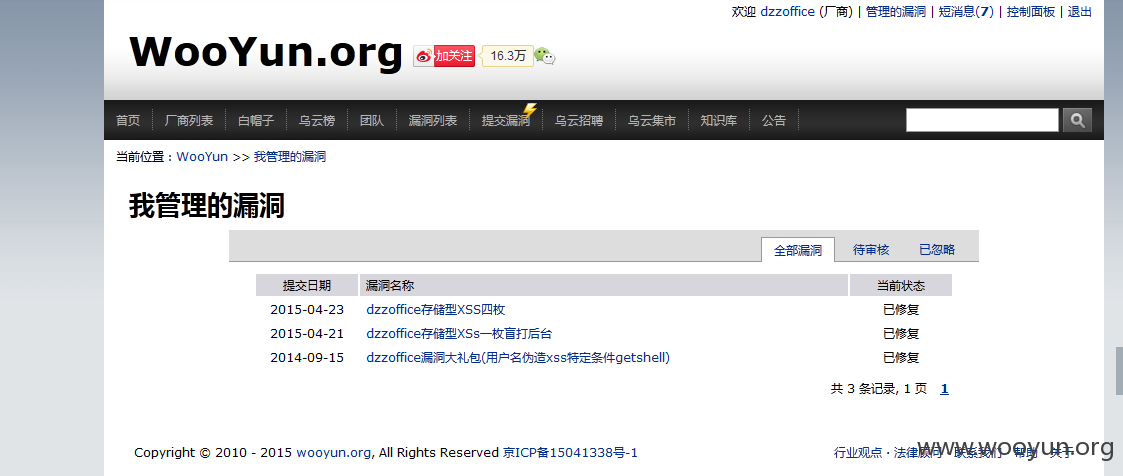 欢迎 dzzoffice (厂商) | 管理的漏洞 | 短消息(7) | 控制面板 | 退出
WooYun.org 加关注 16.3万
首页 厂商列表 白帽子 乌云榜 团队 漏洞列表 提交漏洞 乌云招聘 乌云集市 知识库 公告
当前位置：WooYun >> 我管理的漏洞
我管理的漏洞
全部漏洞 待审核 已忽略
提交日期 漏洞名称 当前状态
2015-04-23 dzzoffice存储型XSS四枚 已修复
2015-04-21 dzzoffice存储型XSs一枚盲打后台 已修复
2014-09-15 dzzoffice漏洞大礼包(用户名伪造xss特定条件getshell) 已修复
共 3 条记录, 1 页 1
Copyright © 2010 - 2015 wooyun.org, All Rights Reserved 京ICP备15041338号-1
行业观点 · 法律顾问 · 联系我们 · 帮助 · 关于
www.wooyun.org